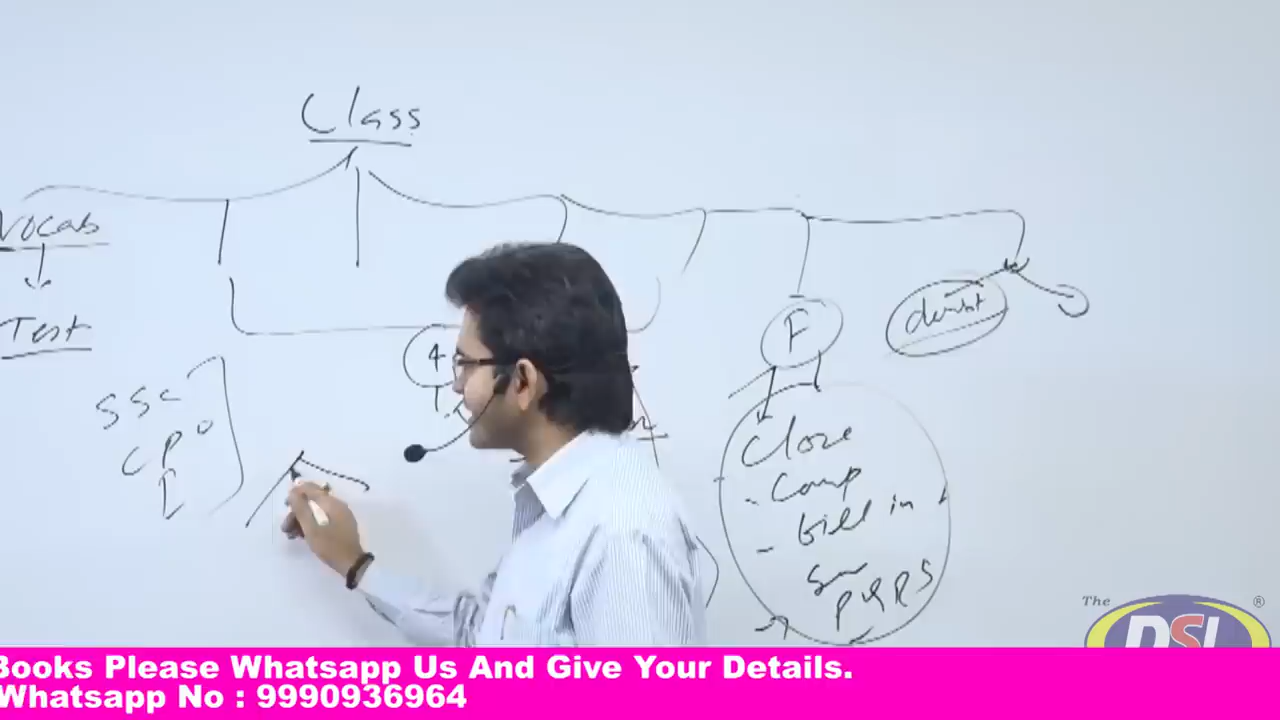 Class
Vocab
Test
SSC
CPO
4
F
doubt
Cloze
- Comp
- fill in
PQRS
The DSL ®
Books Please Whatsapp Us And Give Your Details.
Whatsapp No : 9990936964